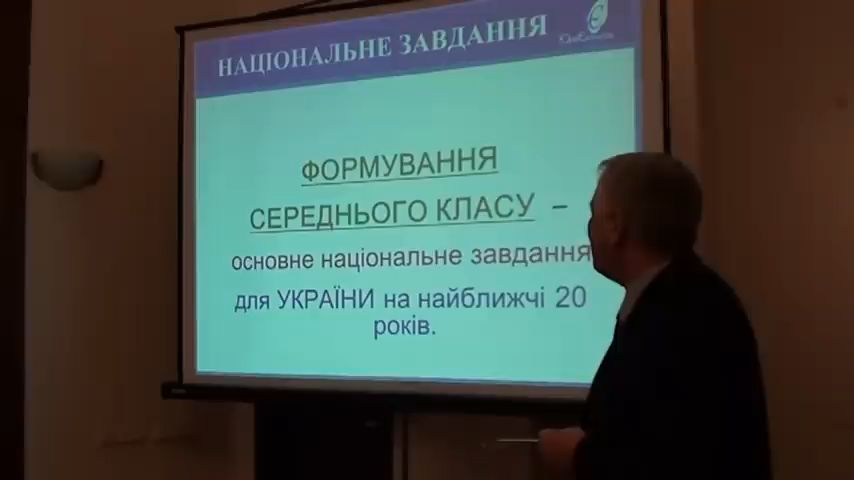 НАЦІОНАЛЬНЕ ЗАВДАННЯ
ФОРМУВАННЯ
СЕРЕДНЬОГО КЛАСУ –
основне національне завдання
для УКРАЇНИ на найближчі 20
років.